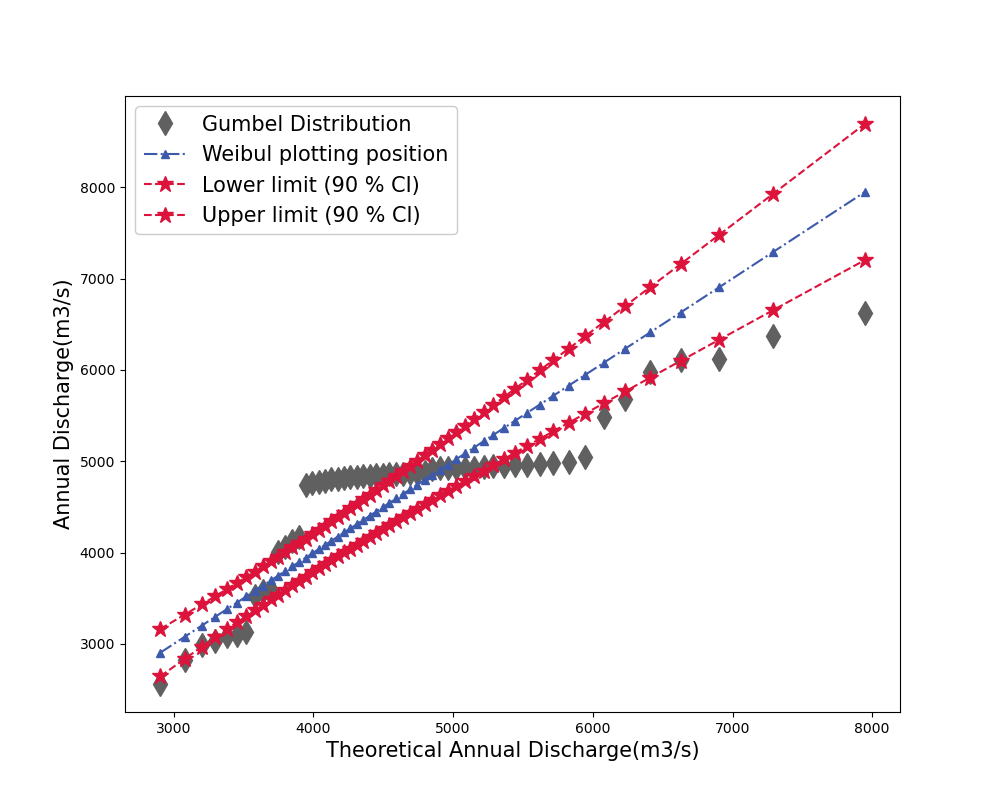 Gumbel Distribution
Weibul plotting position
Lower limit (90 % CI)
Upper limit (90 % CI)
8000
7000
6000
5000
4000
3000
Annual Discharge(m3/s)
3000 4000 5000 6000 7000 8000
Theoretical Annual Discharge(m3/s)